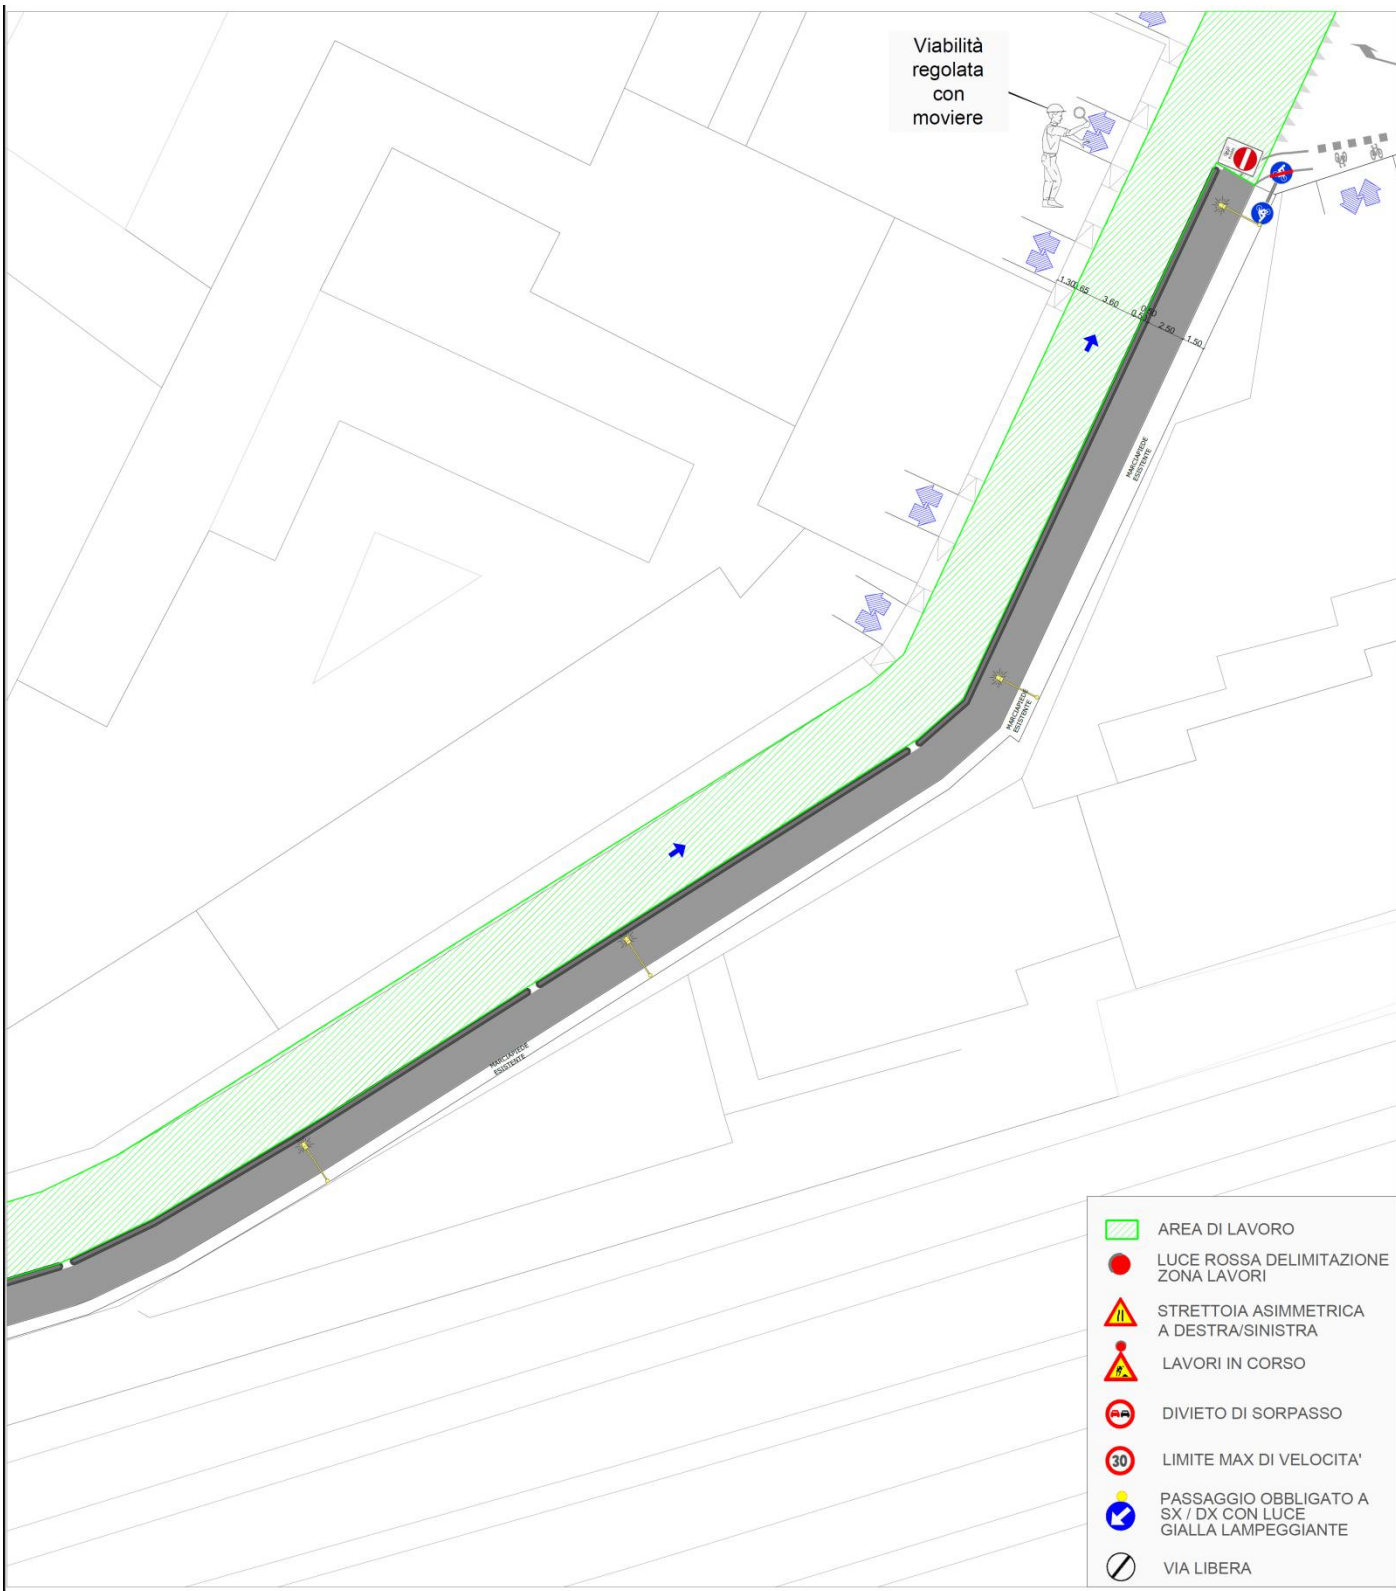 Viabilità
regolata
con
moviere
1.30
.65
3.60
2.50
1.50
MARCIAPIEDE
ESISTENTE
MARCIAPIEDE
ESISTENTE
MARCIAPIEDE
ESISTENTE
AREA DI LAVORO
LUCE ROSSA DELIMITAZIONE
ZONA LAVORI
STRETTOIA ASIMMETRICA
A DESTRA/SINISTRA
LAVORI IN CORSO
DIVIETO DI SORPASSO
30
LIMITE MAX DI VELOCITA'
PASSAGGIO OBBLIGATO A
SX / DX CON LUCE
GIALLA LAMPEGGIANTE
VIA LIBERA